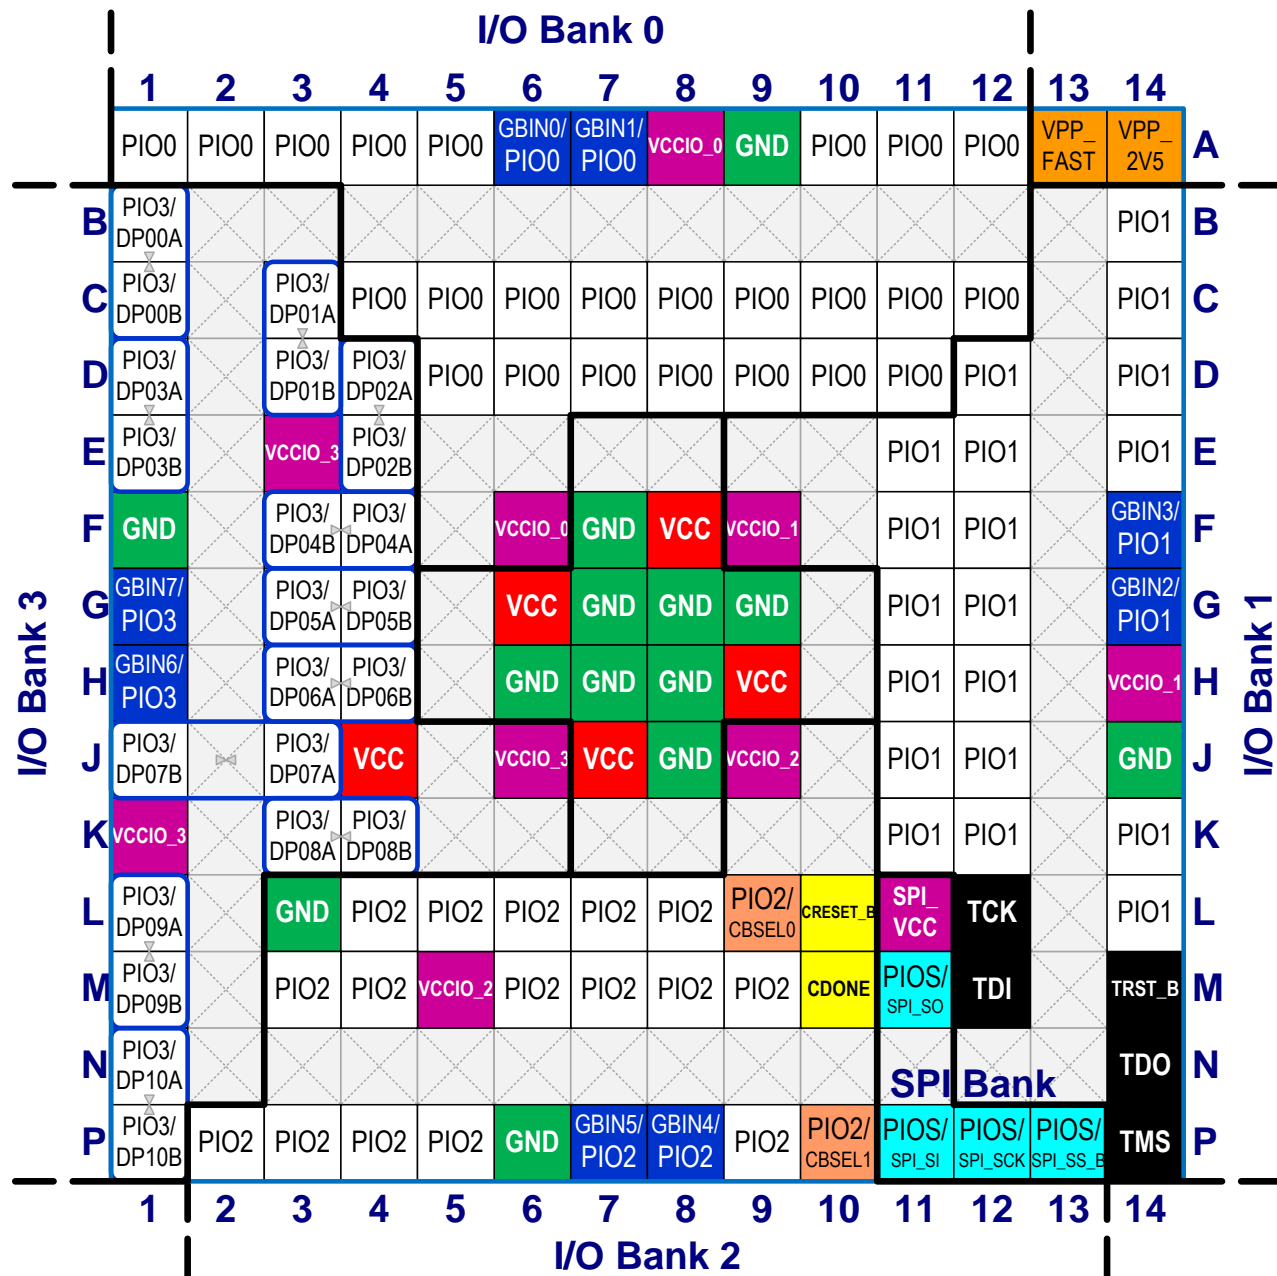 I/O Bank 0
1 2 3 4 5 6 7 8 9 10 11 12 13 14
PIO0 PIO0 PIO0 PIO0 PIO0 GBIN0/ PIO0 GBIN1/ PIO0 VCCIO_0 GND PIO0 PIO0 PIO0 VPP_ FAST VPP_ 2V5 A
B PIO3/ DP00A PIO1 B
C PIO3/ DP00B PIO3/ DP01A PIO0 PIO0 PIO0 PIO0 PIO0 PIO0 PIO0 PIO0 PIO0 PIO1 C
D PIO3/ DP03A PIO3/ DP01B PIO3/ DP02A PIO0 PIO0 PIO0 PIO0 PIO0 PIO0 PIO0 PIO1 PIO1 D
E PIO3/ DP03B VCCIO_3 PIO3/ DP02B PIO1 PIO1 PIO1 E
F GND PIO3/ DP04B PIO3/ DP04A VCCIO_0 GND VCC VCCIO_1 PIO1 PIO1 GBIN3/ PIO1 F
G GBIN7/ PIO3 PIO3/ DP05A PIO3/ DP05B VCC GND GND GND PIO1 PIO1 GBIN2/ PIO1 G
H GBIN6/ PIO3 PIO3/ DP06A PIO3/ DP06B GND GND GND VCC PIO1 PIO1 VCCIO_1 H
J PIO3/ DP07B PIO3/ DP07A VCC VCCIO_3 VCC GND VCCIO_2 PIO1 PIO1 GND J
K VCCIO_3 PIO3/ DP08A PIO3/ DP08B PIO1 PIO1 PIO1 K
L PIO3/ DP09A GND PIO2 PIO2 PIO2 PIO2 PIO2 PIO2/ CBSEL0 CRESET_B SPI_ VCC TCK PIO1 L
M PIO3/ DP09B PIO2 PIO2 VCCIO_2 PIO2 PIO2 PIO2 PIO2 CDONE PIOS/ SPI_SO TDI TRST_B M
N PIO3/ DP10A SPI Bank TDO N
P PIO3/ DP10B PIO2 PIO2 PIO2 PIO2 GND GBIN5/ PIO2 GBIN4/ PIO2 PIO2 PIO2/ CBSEL1 PIOS/ SPI_SI PIOS/ SPI_SCK PIOS/ SPI_SS_B TMS P
1 2 3 4 5 6 7 8 9 10 11 12 13 14
I/O Bank 2
I/O Bank 3
I/O Bank 1